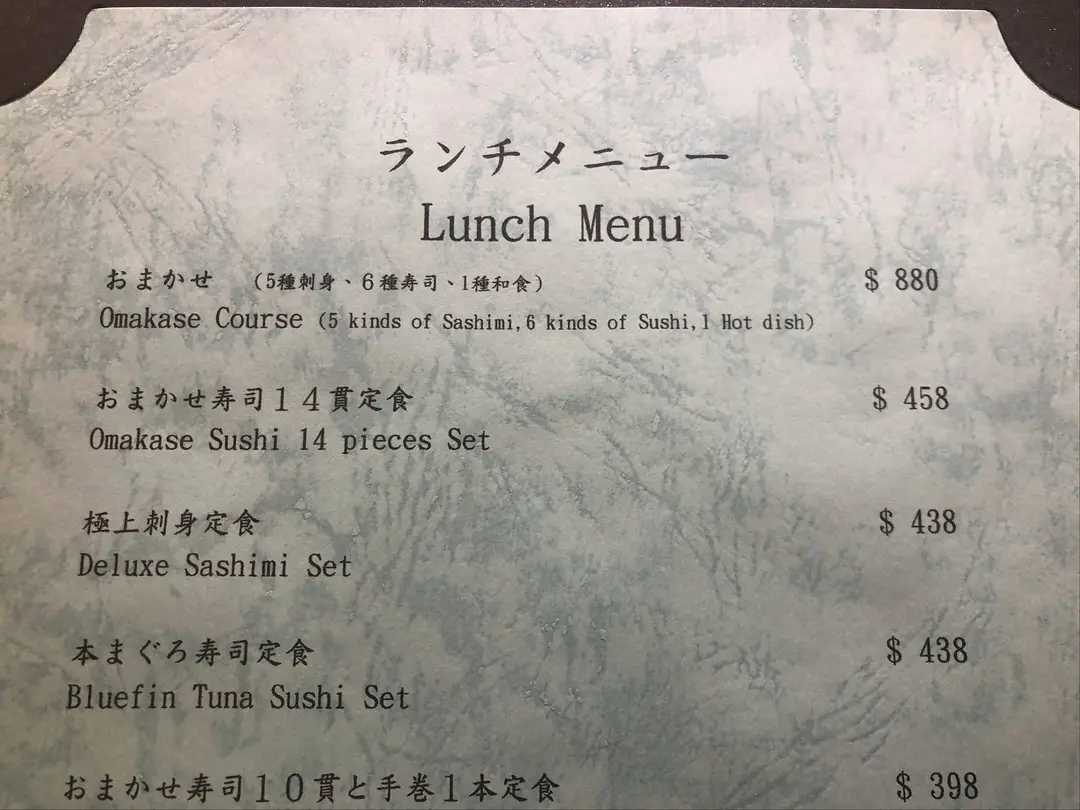 ランチメニュー
Lunch Menu
おまかせ (5種刺身、６種寿司、1種和食) $ 880
Omakase Course (5 kinds of Sashimi,6 kinds of Sushi,1 Hot dish)
おまかせ寿司１４貫定食 $ 458
Omakase Sushi 14 pieces Set
極上刺身定食 $ 438
Deluxe Sashimi Set
本まぐろ寿司定食 $ 438
Bluefin Tuna Sushi Set
おまかせ寿司１０貫と手巻１本定食 $ 398